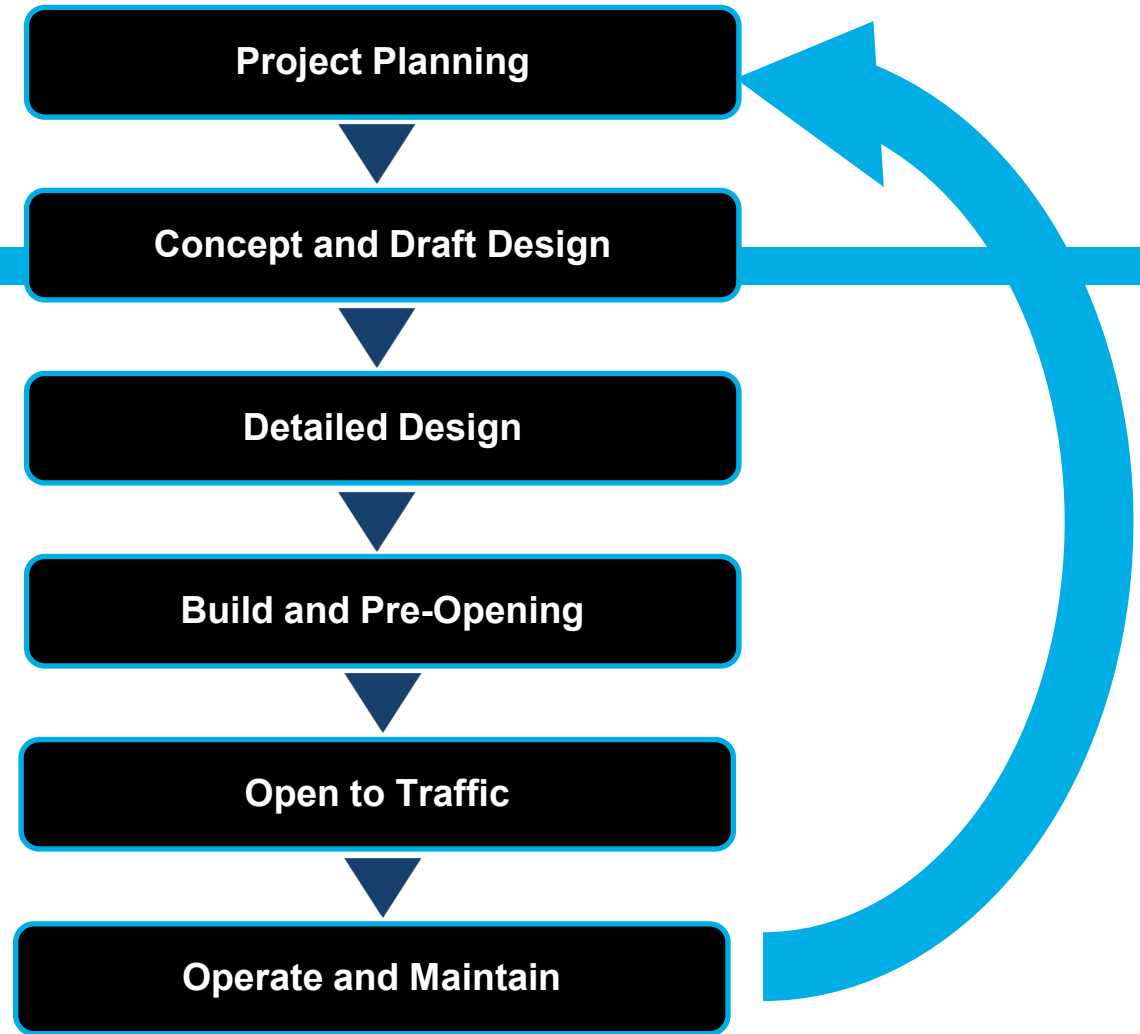 Project Planning
Concept and Draft Design
Detailed Design
Build and Pre-Opening
Open to Traffic
Operate and Maintain